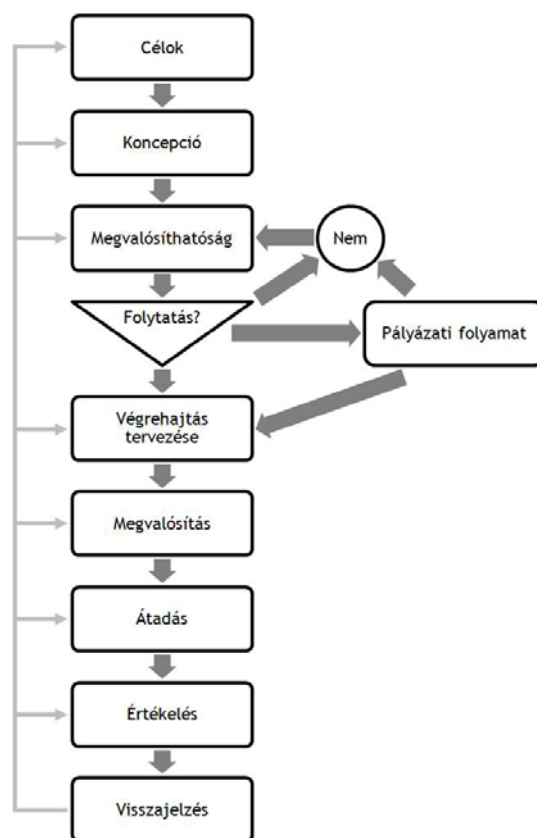 Célok
Koncepció
Megvalósíthatóság
Nem
Folytatás?
Pályázati folyamat
Végrehajtás
tervezése
Megvalósítás
Átadás
Értékelés
Visszajelzés